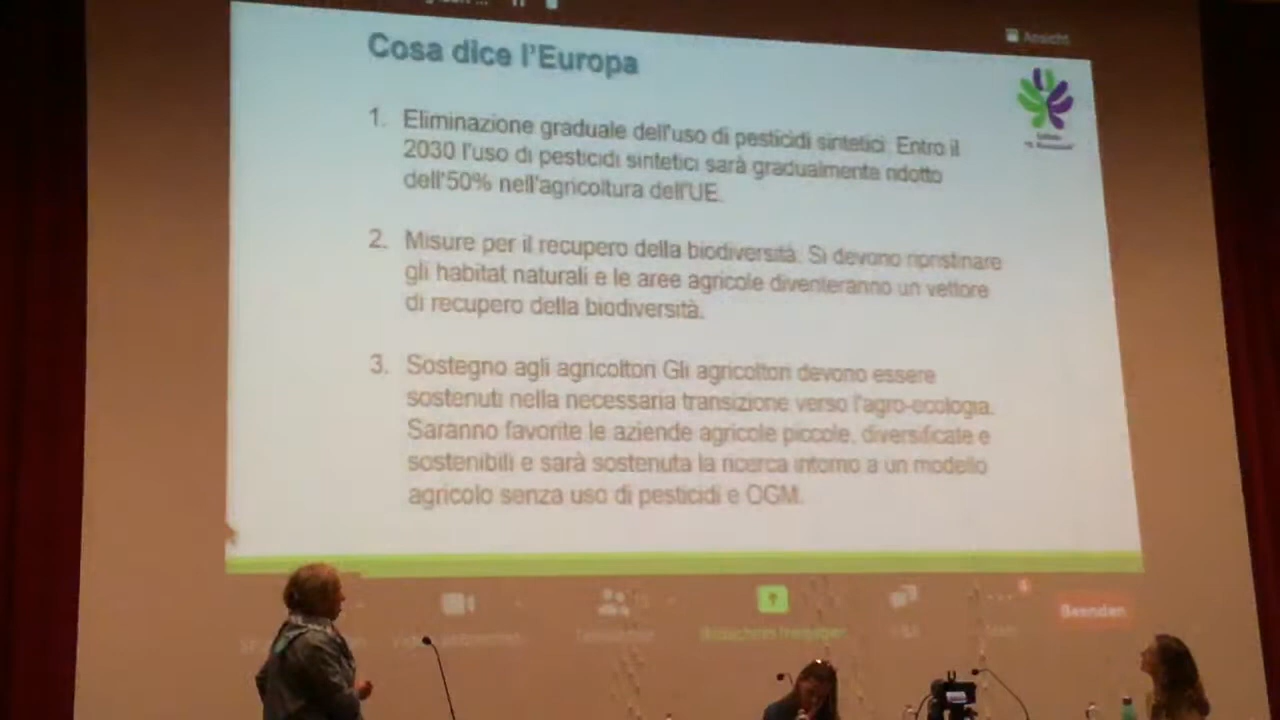 Ansicht
Cosa dice l'Europa
1. Eliminazione graduale dell'uso di pesticidi sintetici. Entro il
2030 l'uso di pesticidi sintetici sarà gradualmente ridotto
dell'50% nell'agricoltura dell'UE.
2. Misure per il recupero della biodiversità. Si devono ripristinare
gli habitat naturali e le aree agricole diventeranno un vettore
di recupero della biodiversità.
3. Sostegno agli agricoltori Gli agricoltori devono essere
sostenuti nella necessaria transizione verso l'agro-ecologia.
Saranno favorite le aziende agricole piccole, diversificate e
sostenibili e sarà sostenuta la ricerca intorno a un modello
agricolo senza uso di pesticidi e OGM.
Beenden